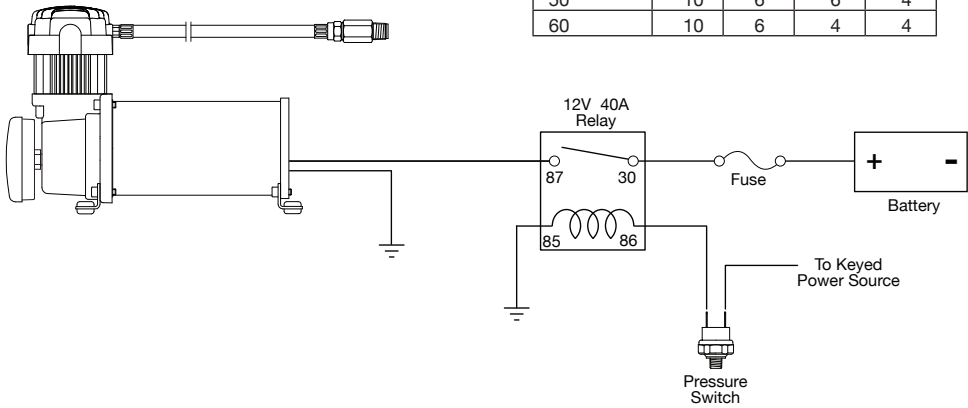 50 10 6 6 4
60 10 6 4 4
12V 40A
Relay
87 30
Fuse
+ -
Battery
85 86
To Keyed
Power Source
Pressure
Switch